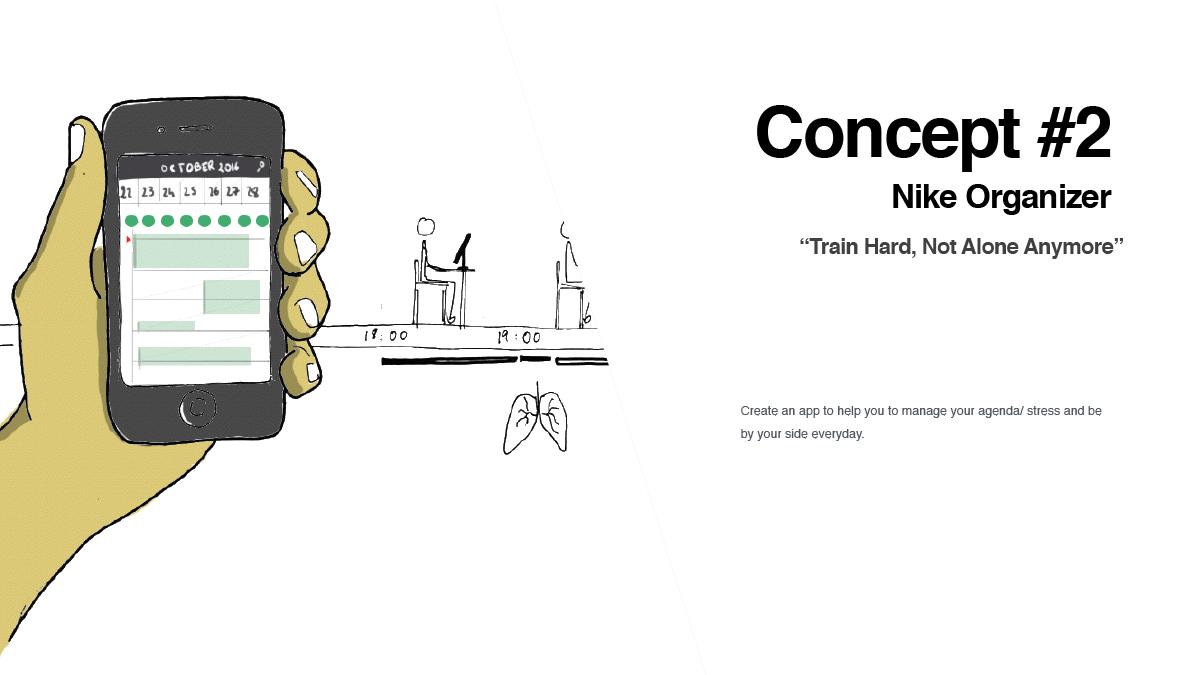 OCTOBER 2016
22 23 24 25 26 27 28
18:00 19:00
Concept #2
Nike Organizer
“Train Hard, Not Alone Anymore”
Create an app to help you to manage your agenda/ stress and be
by your side everyday.